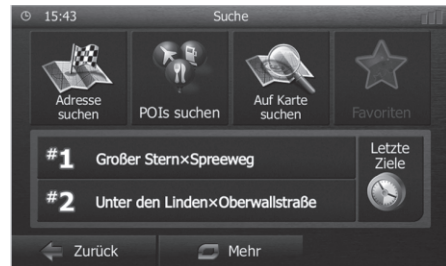 15:43 Suche
Adresse suchen
POIs suchen
Auf Karte suchen
Favoriten
#1 Großer Stern×Spreeweg
#2 Unter den Linden×Oberwallstraße
Letzte Ziele
Zurück
Mehr